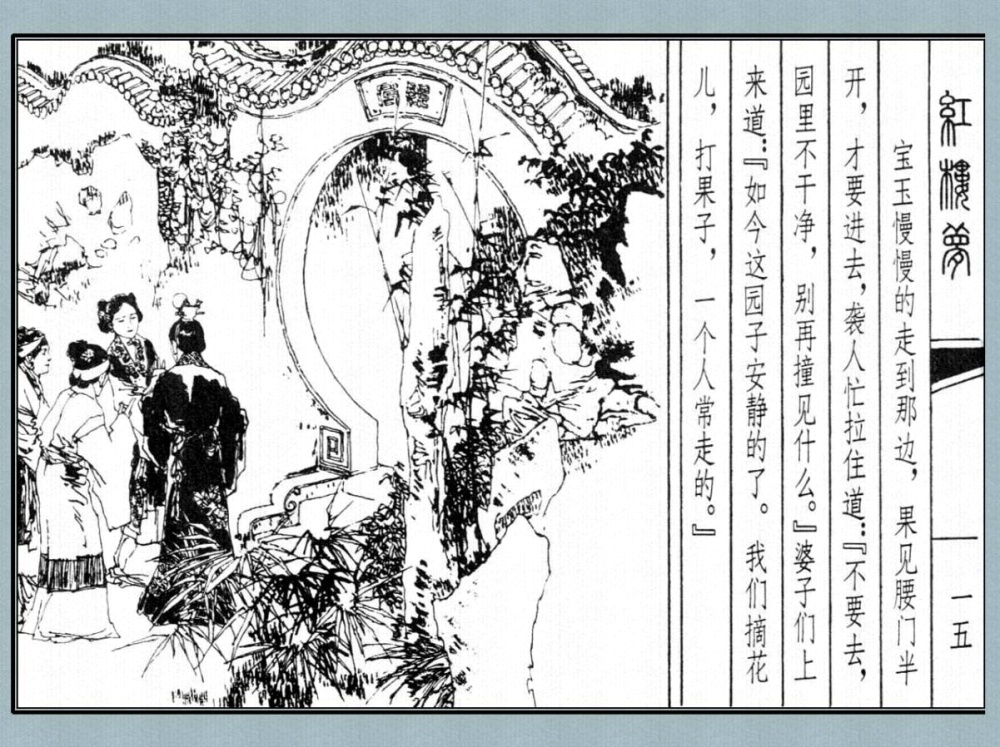 紅樓夢
一五
宝玉慢慢的走到那边，果见腰门半
开，才要进去，袭人忙拉住道：『不要去，
园里不干净，别再撞见什么。』婆子们上
来道：『如今这园子安静的了。我们摘花
儿，打果子，一个人常走的。』